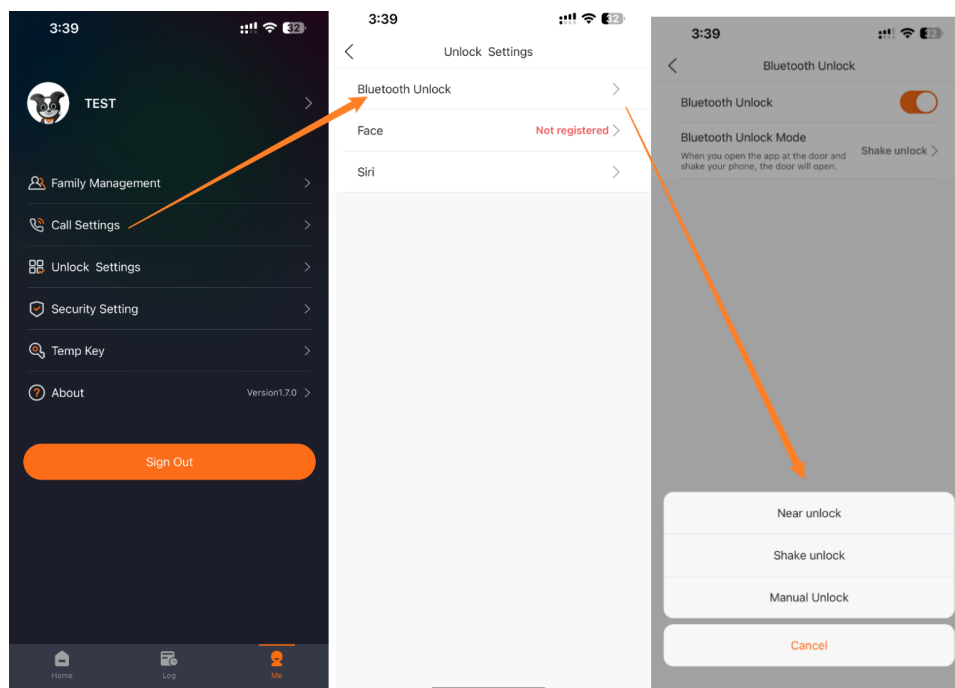 3:39
32
TEST
Family Management
Call Settings
Unlock Settings
Security Setting
Temp Key
About
Version1.7.0
Sign Out
Home
Log
Me
3:39
32
Unlock Settings
Bluetooth Unlock
Face
Not registered
Siri
3:39
32
Bluetooth Unlock
Bluetooth Unlock
Bluetooth Unlock Mode
When you open the app at the door and
shake your phone, the door will open.
Shake unlock
Near unlock
Shake unlock
Manual Unlock
Cancel